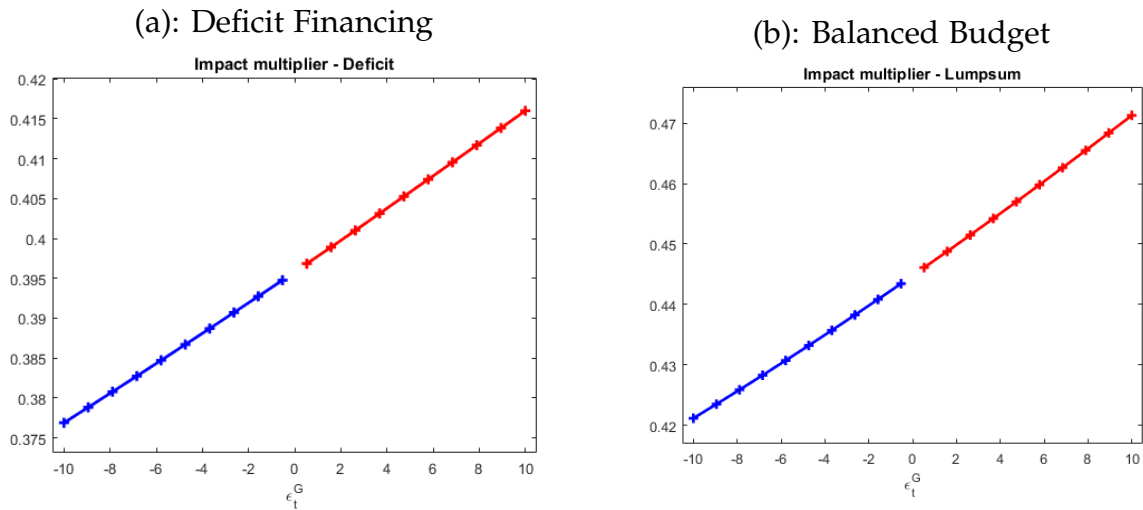 (a): Deficit Financing
Impact multiplier - Deficit
0.42
0.415
0.41
0.405
0.4
0.395
0.39
0.385
0.38
0.375
-10 -8 -6 -4 -2 0 2 4 6 8 10
ϵ_t^G
(b): Balanced Budget
Impact multiplier - Lumpsum
0.47
0.46
0.45
0.44
0.43
0.42
-10 -8 -6 -4 -2 0 2 4 6 8 10
ϵ_t^G